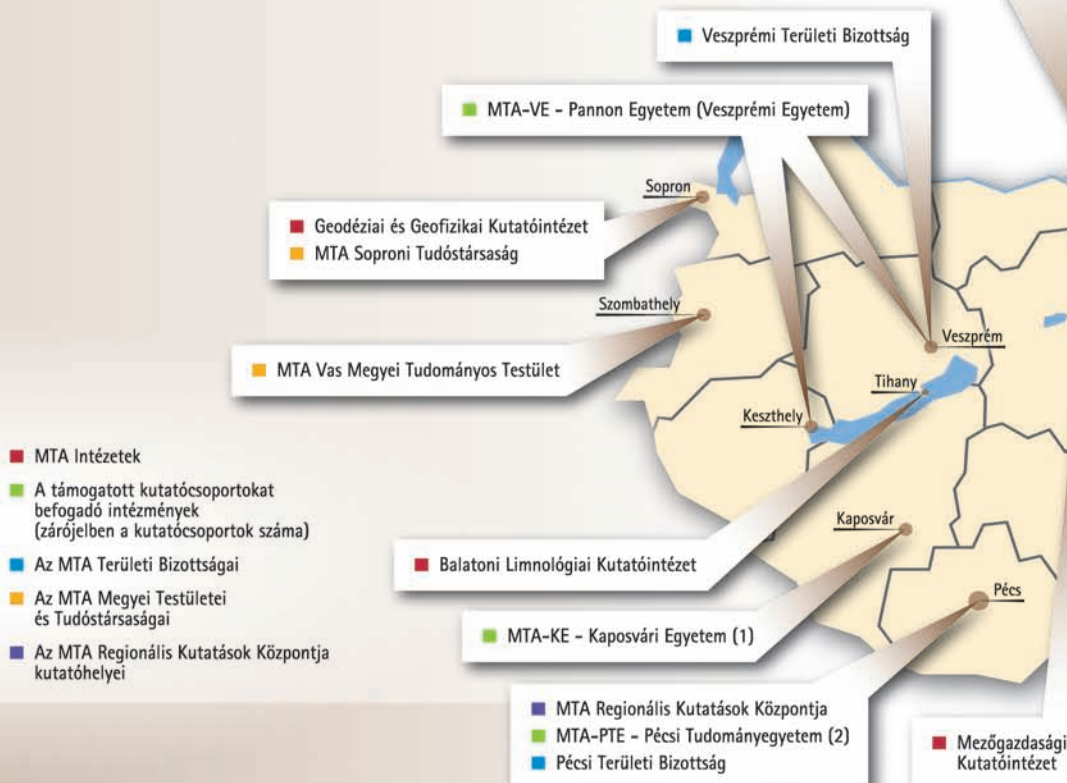 Veszprémi Területi Bizottság
MTA-VE - Pannon Egyetem (Veszprémi Egyetem)
Sopron
Geodéziai és Geofizikai Kutatóintézet
MTA Soproni Tudóstársaság
Szombathely
Veszprém
MTA Vas Megyei Tudományos Testület
Tihany
Keszthely
MTA Intézetek
A támogatott kutatócsoportokat
befogadó intézmények
(zárójelben a kutatócsoportok száma)
Az MTA Területi Bizottságai
Az MTA Megyei Testületei
és Tudóstársaságai
Az MTA Regionális Kutatások Központja
kutatóhelyei
Kaposvár
Balatoni Limnológiai Kutatóintézet
Pécs
MTA-KE - Kaposvári Egyetem (1)
MTA Regionális Kutatások Központja
MTA-PTE - Pécsi Tudományegyetem (2)
Pécsi Területi Bizottság
Mezőgazdasági
Kutatóintézet